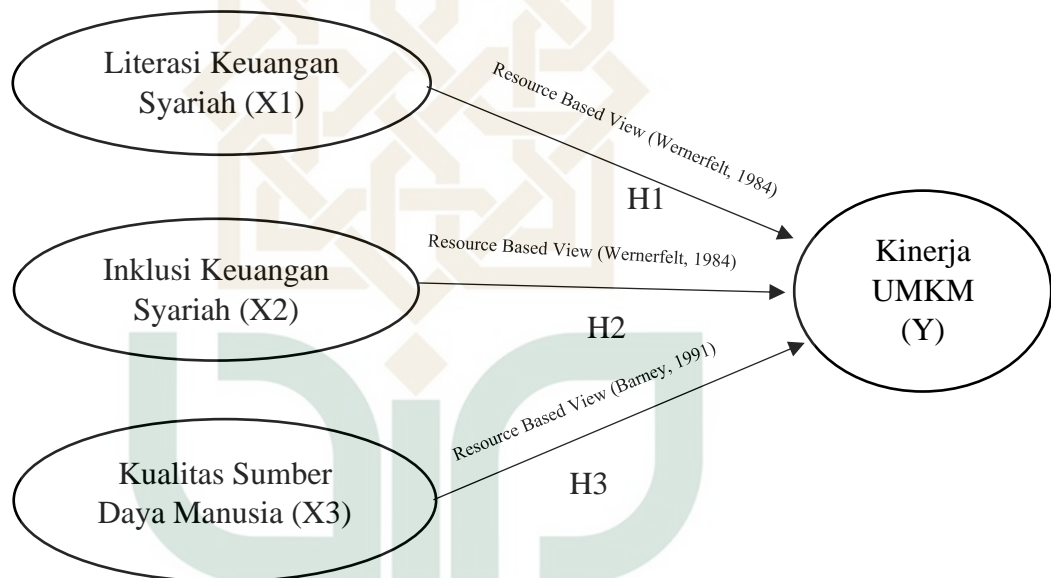 Literasi Keuangan
Syariah (X1)
Resource Based View (Wernerfelt, 1984)
H1
Inklusi Keuangan
Syariah (X2)
Resource Based View (Wernerfelt, 1984)
H2
Kinerja
UMKM
(Y)
Resource Based View (Barney, 1991)
Kualitas Sumber
Daya Manusia (X3)
H3